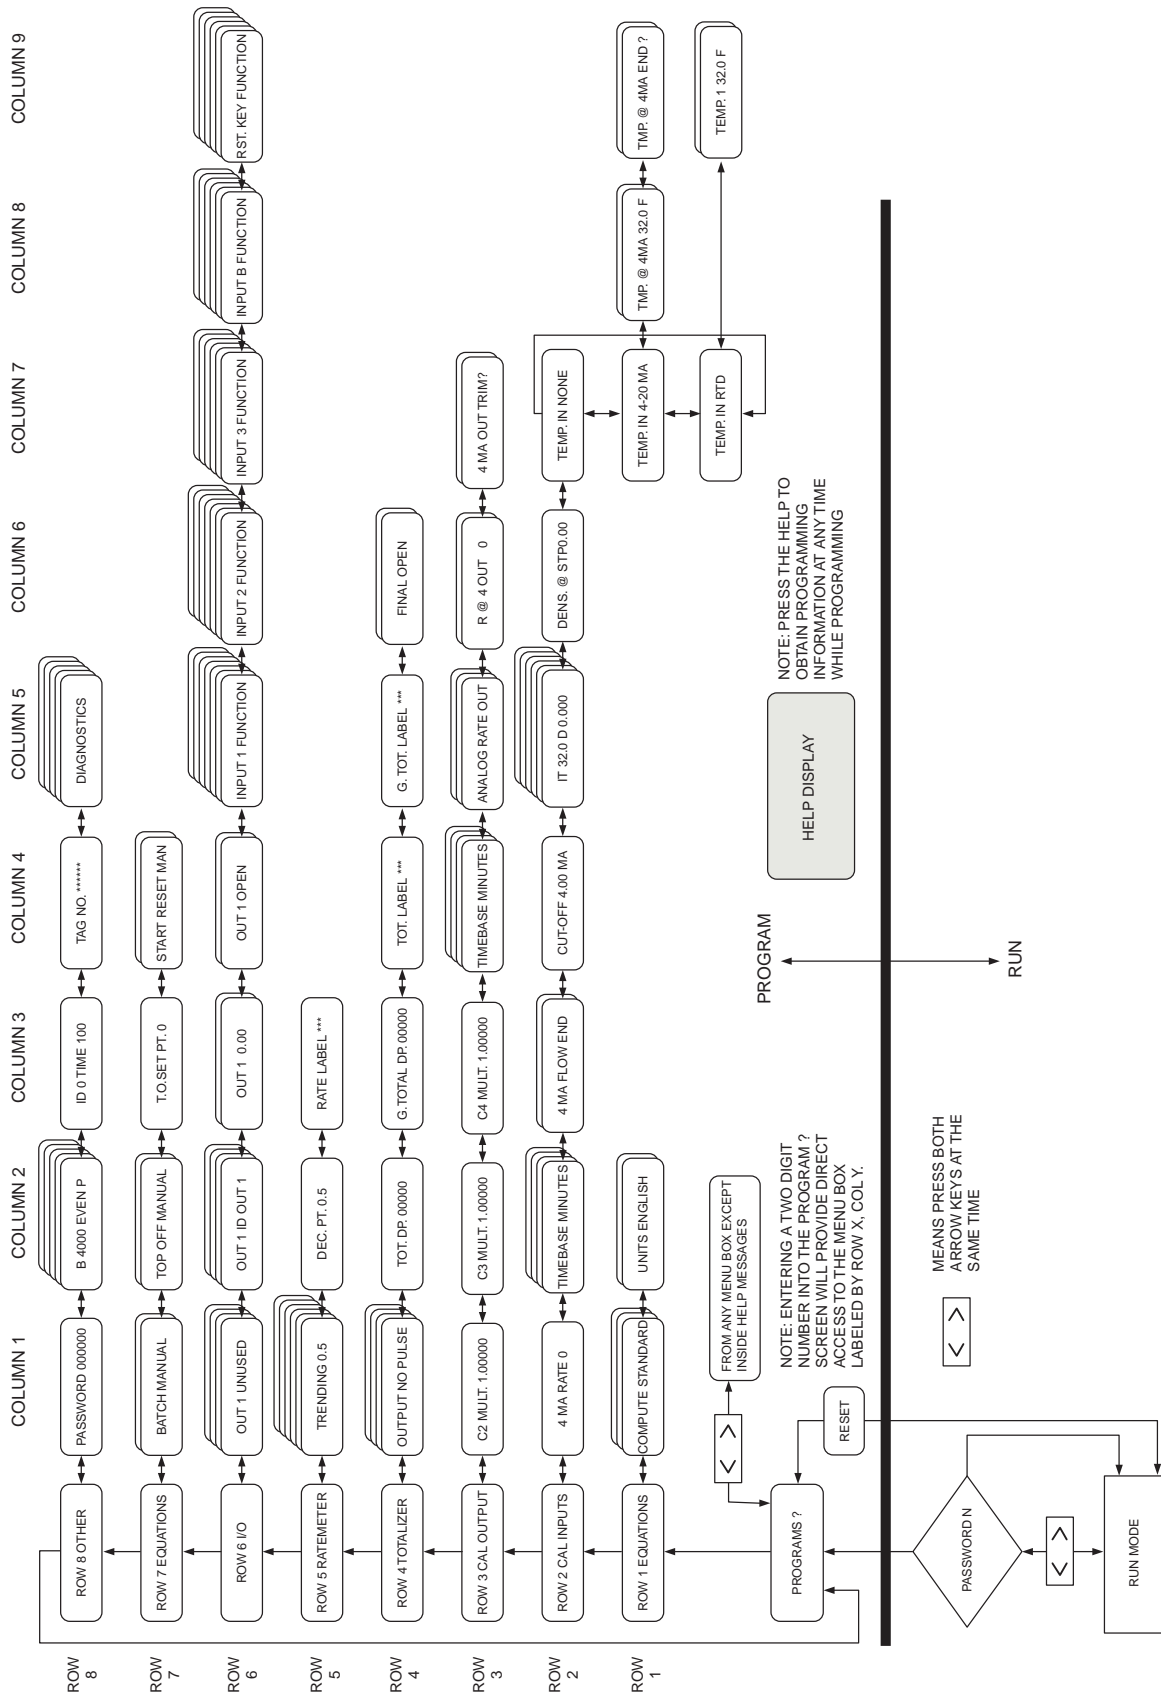 COLUMN 1
COLUMN 2
COLUMN 3
COLUMN 4
COLUMN 5
COLUMN 6
COLUMN 7
COLUMN 8
COLUMN 9
ROW
8
ROW 8 OTHER
PASSWORD 000000
B 4000 EVEN P
ID 0 TIME 100
TAG NO. ******
DIAGNOSTICS
ROW
7
ROW 7 EQUATIONS
BATCH MANUAL
TOP OFF MANUAL
T.O.SET PT. 0
START RESET MAN
ROW
6
ROW 6 I/O
OUT 1 UNUSED
OUT 1 ID OUT 1
OUT 1 0.00
OUT 1 OPEN
INPUT 1 FUNCTION
INPUT 2 FUNCTION
INPUT 3 FUNCTION
INPUT B FUNCTION
RST. KEY FUNCTION
ROW
5
ROW 5 RATEMETER
TRENDING 0.5
DEC. PT. 0.5
RATE LABEL ***
ROW
4
ROW 4 TOTALIZER
OUTPUT NO PULSE
TOT. DP. 00000
G.TOTAL DP. 00000
TOT. LABEL ***
G. TOT. LABEL ***
FINAL OPEN
ROW
3
ROW 3 CAL OUTPUT
C2 MULT. 1.00000
C3 MULT. 1.00000
C4 MULT. 1.00000
TIMEBASE MINUTES
ANALOG RATE OUT
R @ 4 OUT 0
4 MA OUT TRIM?
ROW
2
ROW 2 CAL INPUTS
4 MA RATE 0
TIMEBASE MINUTES
4 MA FLOW END
CUT-OFF 4.00 MA
IT 32.0 D 0.000
DENS. @ STP0.00
TEMP. IN NONE
ROW
1
ROW 1 EQUATIONS
COMPUTE STANDARD
UNITS ENGLISH
TEMP. IN 4-20 MA
TMP. @ 4MA 32.0 F
TMP. @ 4MA END ?
TEMP. IN RTD
TEMP. 1 32.0 F
< >
FROM ANY MENU BOX EXCEPT
INSIDE HELP MESSAGES
PROGRAMS ?
NOTE: ENTERING A TWO DIGIT
NUMBER INTO THE PROGRAM ?
SCREEN WILL PROVIDE DIRECT
ACCESS TO THE MENU BOX
LABELED BY ROW X, COL Y.
RESET
PROGRAM
HELP DISPLAY
NOTE: PRESS THE HELP TO
OBTAIN PROGRAMMING
INFORMATION AT ANY TIME
WHILE PROGRAMMING
RUN
PASSWORD N
< >
< >
MEANS PRESS BOTH
ARROW KEYS AT THE
SAME TIME
RUN MODE